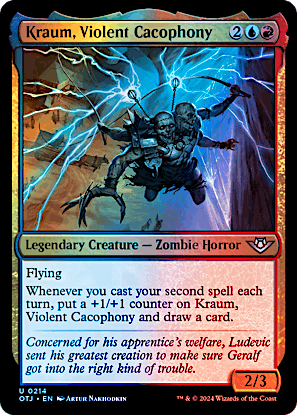 Kraum, Violent Cacophony 2
Legendary Creature — Zombie Horror
Flying
Whenever you cast your second spell each
turn, put a +1/+1 counter on Kraum,
Violent Cacophony and draw a card.
Concerned for his apprentice's welfare, Ludevic
sent his greatest creation to make sure Geralf
got into the right kind of trouble.
2/3
U 0214
OTJ • EN Artur Nakhodkin
™ & © 2024 Wizards of the Coast